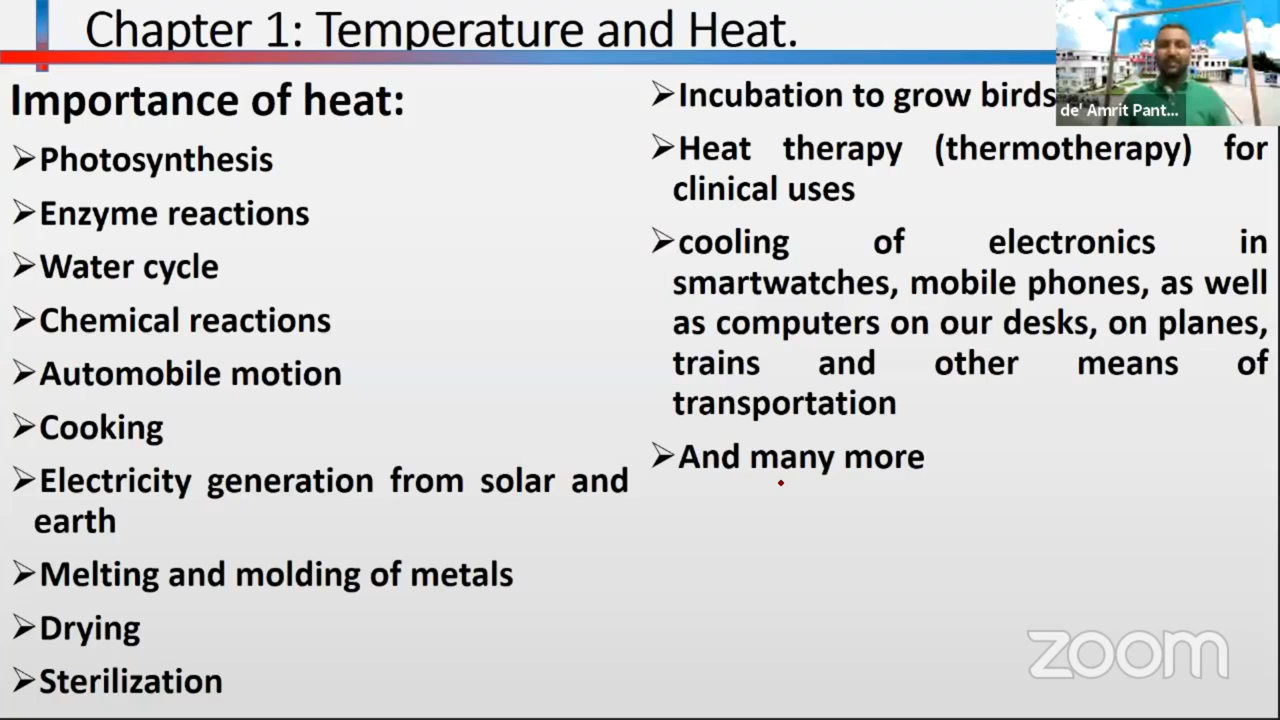 Chapter 1: Temperature and Heat.
Importance of heat:
➢Photosynthesis
➢Enzyme reactions
➢Water cycle
➢Chemical reactions
➢Automobile motion
➢Cooking
➢Electricity generation from solar and
earth
➢Melting and molding of metals
➢Drying
➢Sterilization
➢Incubation to grow birds
➢Heat therapy (thermotherapy) for
clinical uses
➢cooling of electronics in
smartwatches, mobile phones, as well
as computers on our desks, on planes,
trains and other means of
transportation
➢And many more
de' Amrit Pant...
zoom